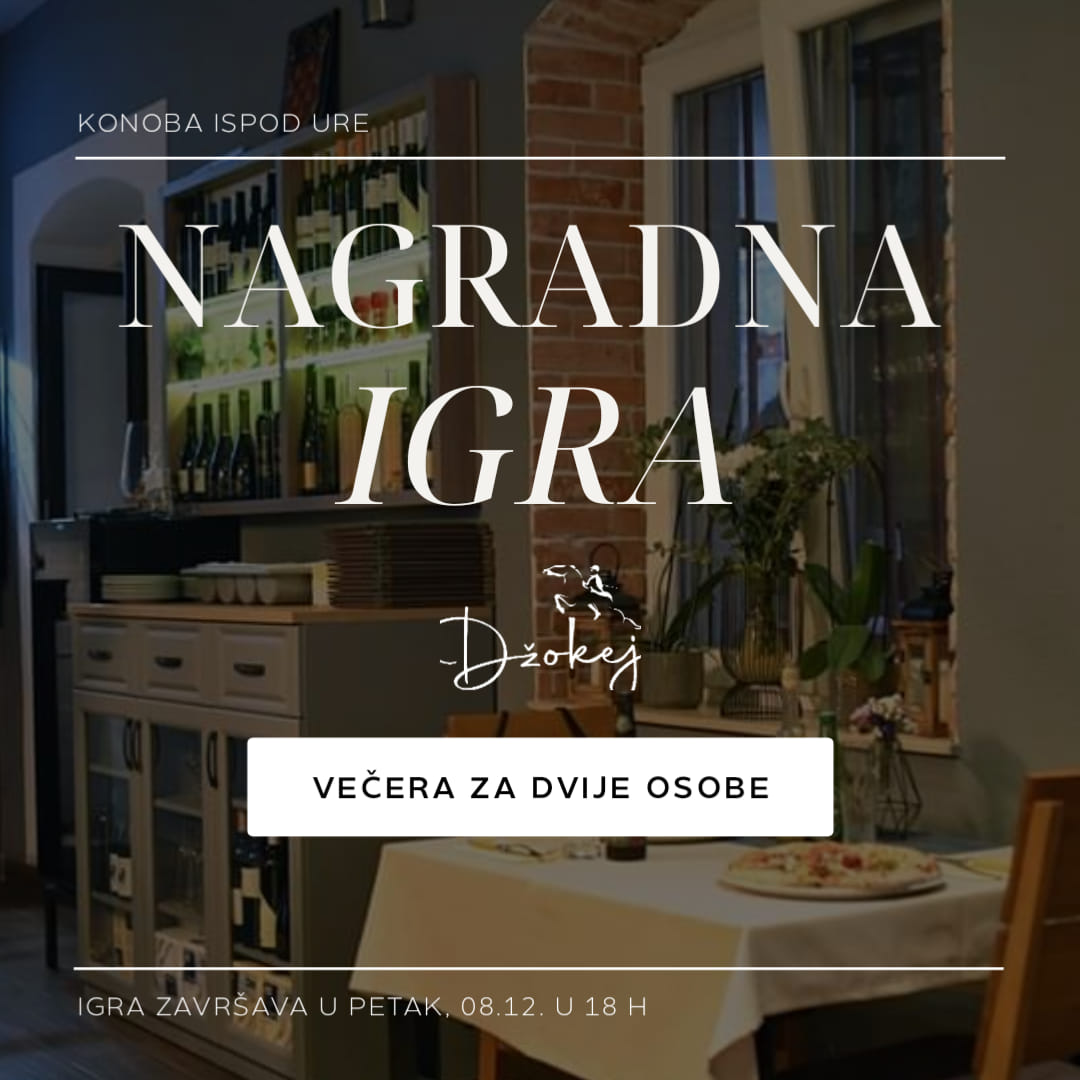 KONOBA ISPOD URE
NAGRADNA
IGRA
Džokej
VEČERA ZA DVIJE OSOBE
IGRA ZAVRŠAVA U PETAK, 08.12. U 18 H